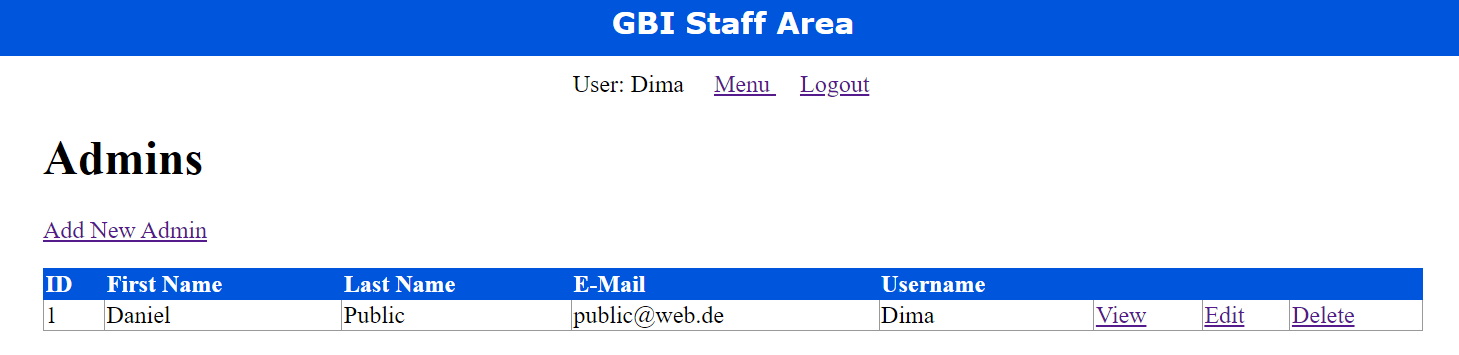 GBI Staff Area
User: Dima Menu Logout
Admins
Add New Admin
ID First Name Last Name E-Mail Username
1 Daniel Public public@web.de Dima View Edit Delete